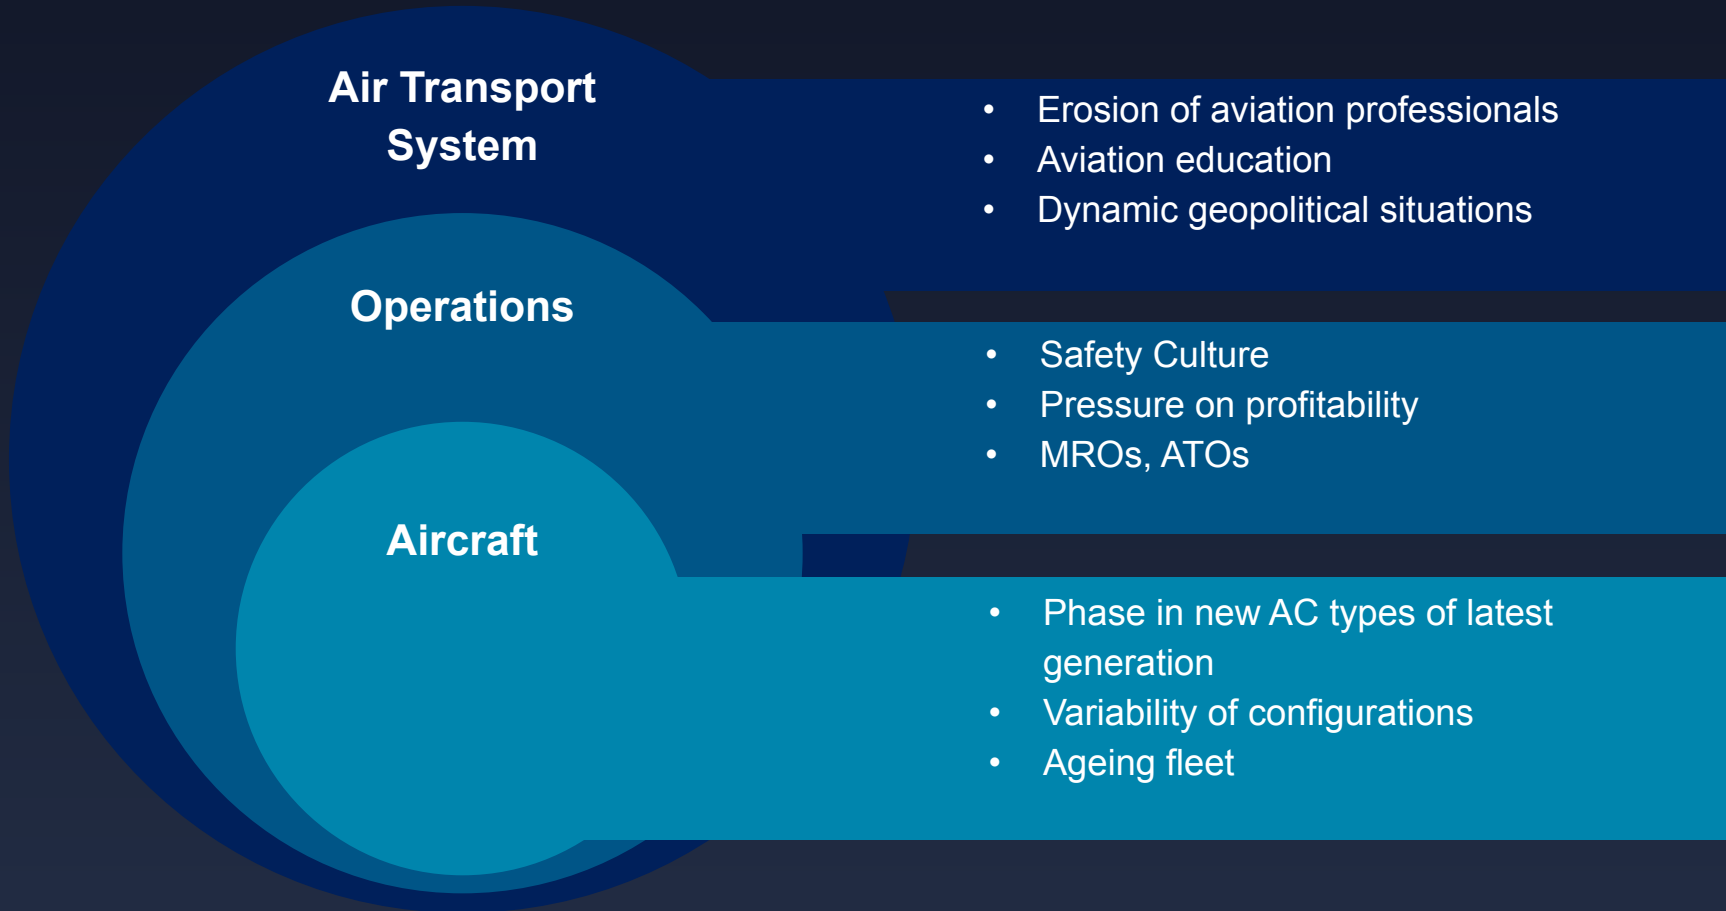 Air Transport
System
• Erosion of aviation professionals
• Aviation education
• Dynamic geopolitical situations
Operations
• Safety Culture
• Pressure on profitability
• MROs, ATOs
Aircraft
• Phase in new AC types of latest
generation
• Variability of configurations
• Ageing fleet